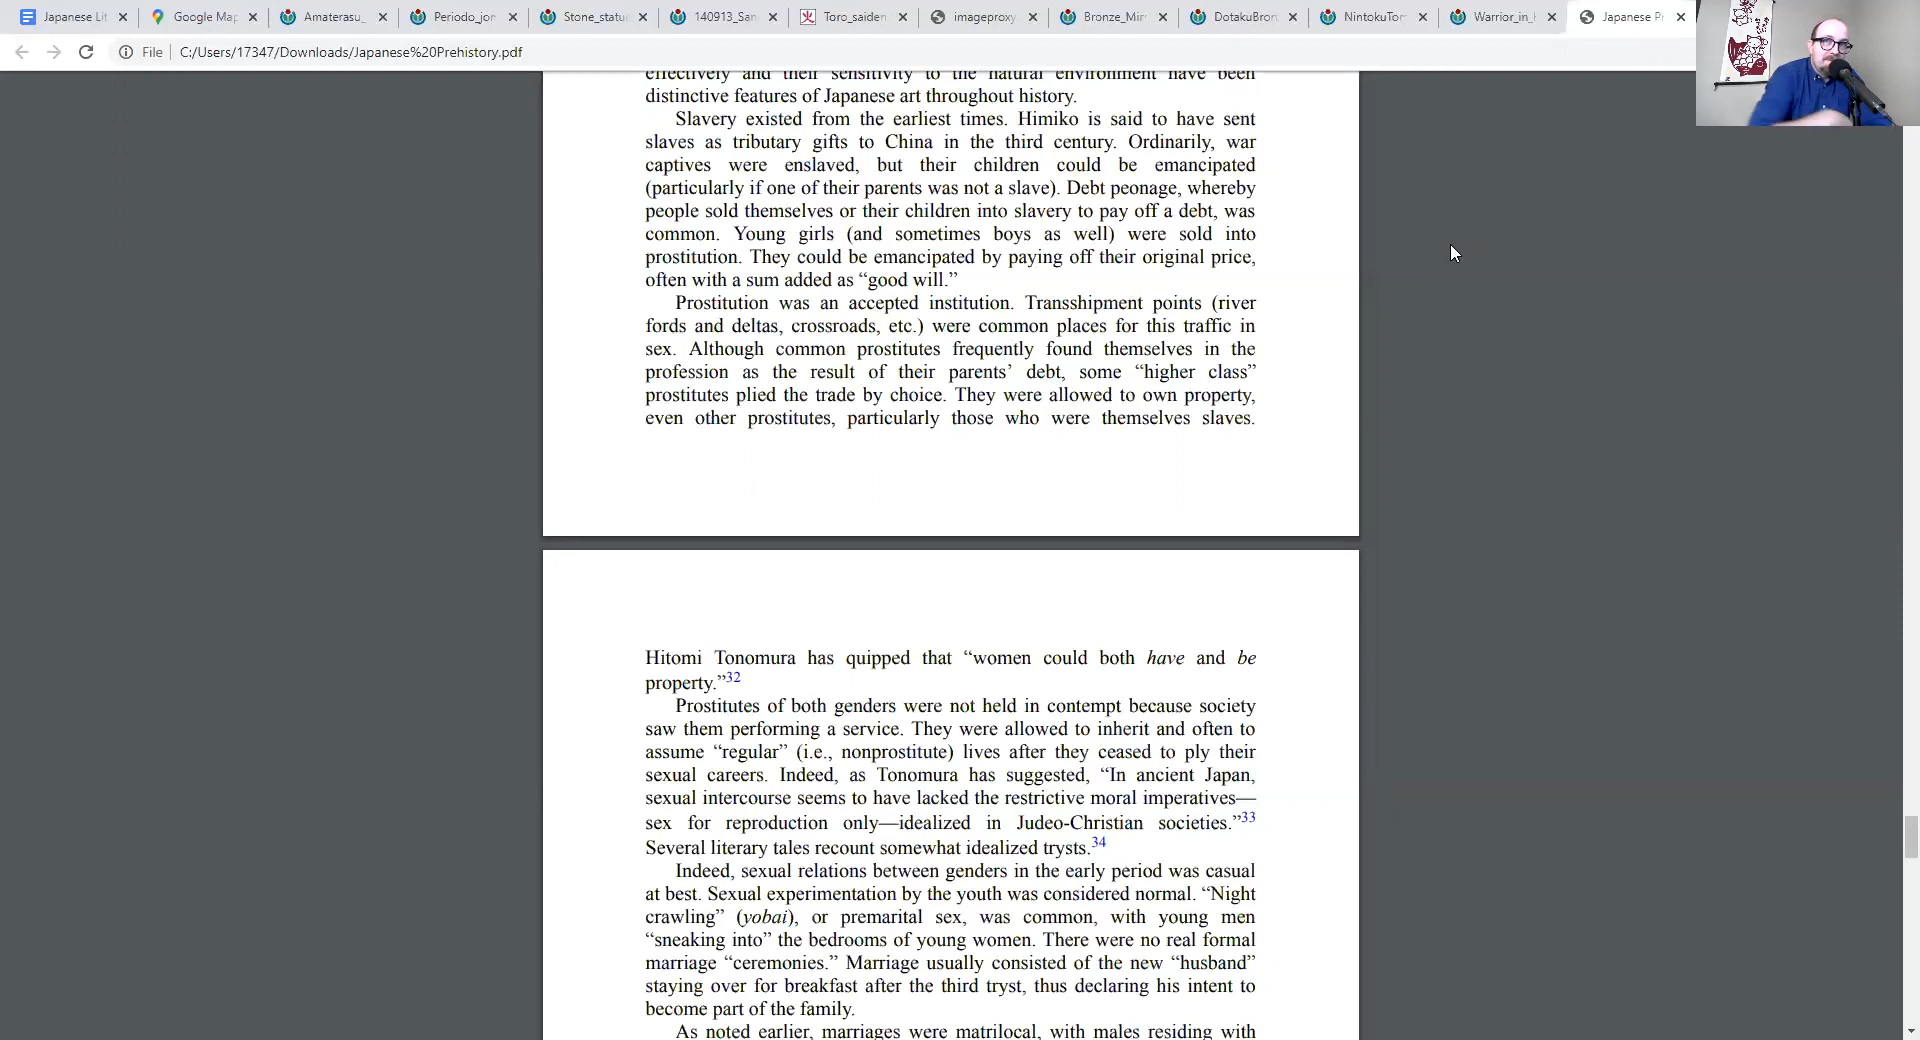 Japanese Lit
Google Map
Amaterasu_
Periodo_jon
Stone_statu
140913_San
Toro_saiden
imageproxy
Bronze_Mirr
DotakuBron
NintokuTom
Warrior_in_
Japanese Pr
File
C:/Users/17347/Downloads/Japanese%20Prehistory.pdf
effectively and their sensitivity to the natural environment have been
distinctive features of Japanese art throughout history.
Slavery existed from the earliest times. Himiko is said to have sent
slaves as tributary gifts to China in the third century. Ordinarily, war
captives were enslaved, but their children could be emancipated
(particularly if one of their parents was not a slave). Debt peonage, whereby
people sold themselves or their children into slavery to pay off a debt, was
common. Young girls (and sometimes boys as well) were sold into
prostitution. They could be emancipated by paying off their original price,
often with a sum added as “good will.”
Prostitution was an accepted institution. Transshipment points (river
fords and deltas, crossroads, etc.) were common places for this traffic in
sex. Although common prostitutes frequently found themselves in the
profession as the result of their parents’ debt, some “higher class”
prostitutes plied the trade by choice. They were allowed to own property,
even other prostitutes, particularly those who were themselves slaves.
Hitomi Tonomura has quipped that “women could both have and be
property.”32
Prostitutes of both genders were not held in contempt because society
saw them performing a service. They were allowed to inherit and often to
assume “regular” (i.e., nonprostitute) lives after they ceased to ply their
sexual careers. Indeed, as Tonomura has suggested, “In ancient Japan,
sexual intercourse seems to have lacked the restrictive moral imperatives—
sex for reproduction only—idealized in Judeo-Christian societies.”33
Several literary tales recount somewhat idealized trysts.34
Indeed, sexual relations between genders in the early period was casual
at best. Sexual experimentation by the youth was considered normal. “Night
crawling” (yobai), or premarital sex, was common, with young men
“sneaking into” the bedrooms of young women. There were no real formal
marriage “ceremonies.” Marriage usually consisted of the new “husband”
staying over for breakfast after the third tryst, thus declaring his intent to
become part of the family.
As noted earlier, marriages were matrilocal, with males residing with